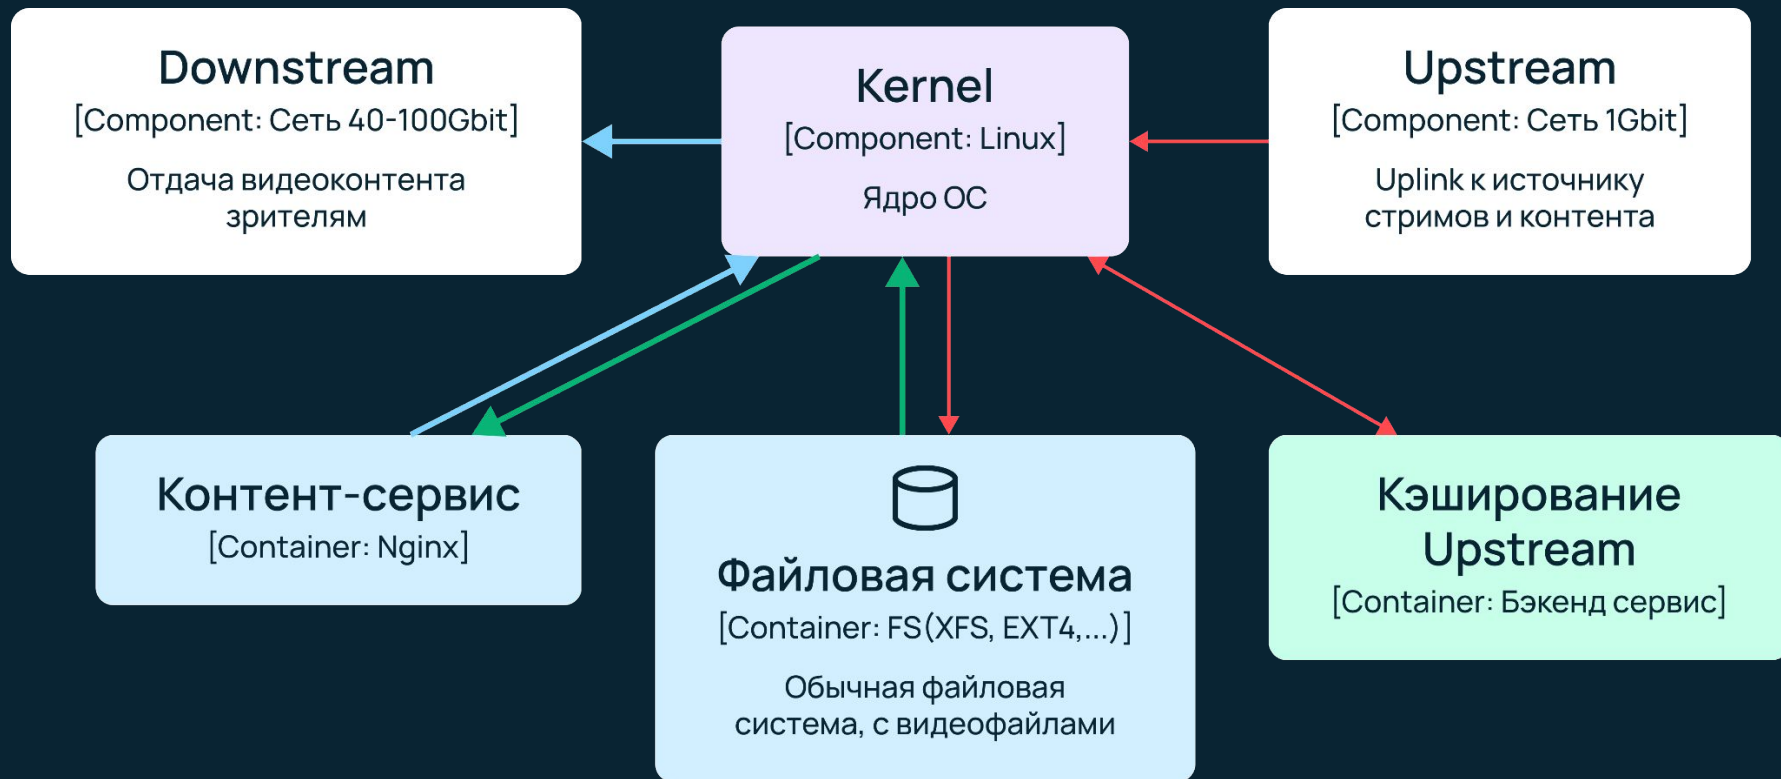 Downstream
[Component: Сеть 40-100Gbit]
Отдача видеоконтента
зрителям
Kernel
[Component: Linux]
Ядро ОС
Upstream
[Component: Сеть 1Gbit]
Uplink к источнику
стримов и контента
Контент-сервис
[Container: Nginx]
Файловая система
[Container: FS(XFS, EXT4,...)]
Обычная файловая
система, с видеофайлами
Кэширование
Upstream
[Container: Бэкенд сервис]